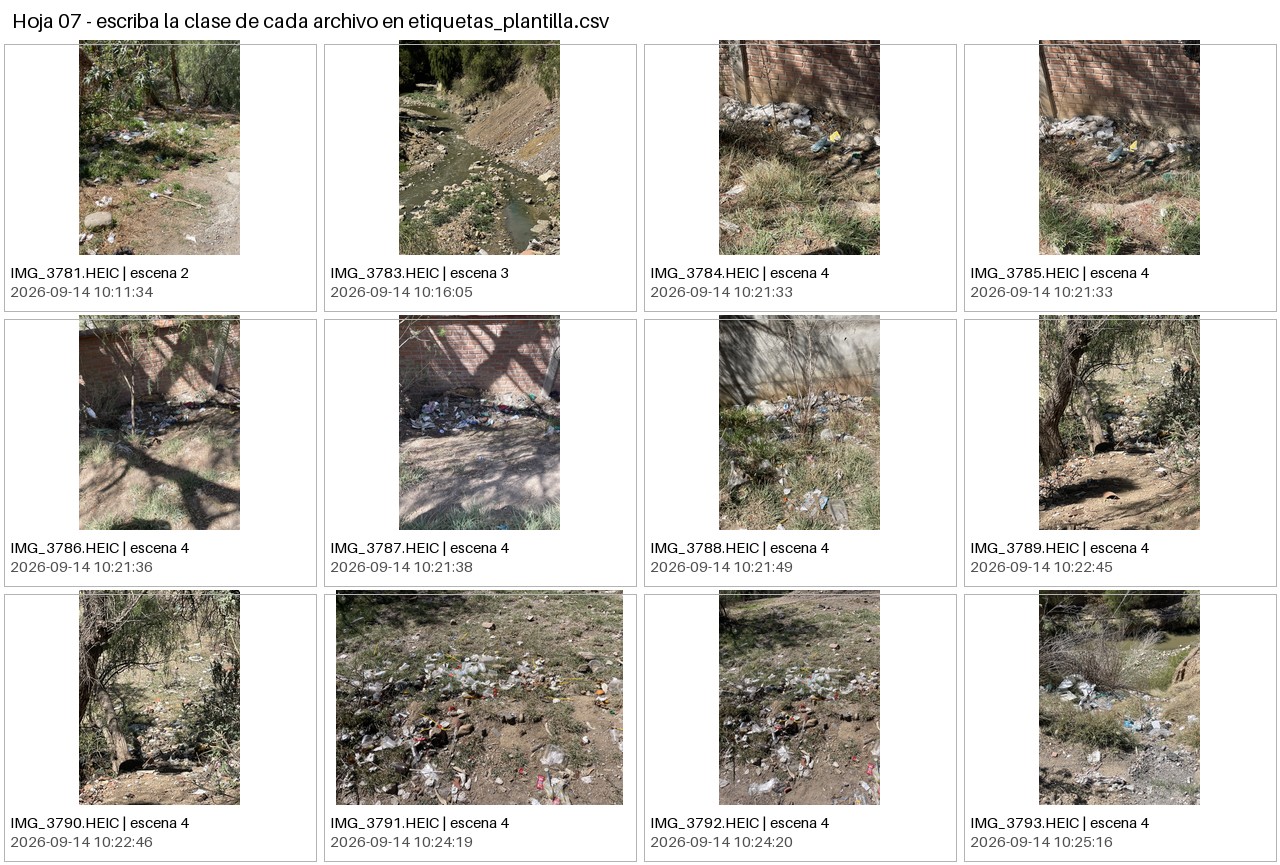 Hoja 07 - escriba la clase de cada archivo en etiquetas_plantilla.csv
IMG_3781.HEIC | escena 2
2026-09-14 10:11:34
IMG_3783.HEIC | escena 3
2026-09-14 10:16:05
IMG_3784.HEIC | escena 4
2026-09-14 10:21:33
IMG_3785.HEIC | escena 4
2026-09-14 10:21:33
IMG_3786.HEIC | escena 4
2026-09-14 10:21:36
IMG_3787.HEIC | escena 4
2026-09-14 10:21:38
IMG_3788.HEIC | escena 4
2026-09-14 10:21:49
IMG_3789.HEIC | escena 4
2026-09-14 10:22:45
IMG_3790.HEIC | escena 4
2026-09-14 10:22:46
IMG_3791.HEIC | escena 4
2026-09-14 10:24:19
IMG_3792.HEIC | escena 4
2026-09-14 10:24:20
IMG_3793.HEIC | escena 4
2026-09-14 10:25:16